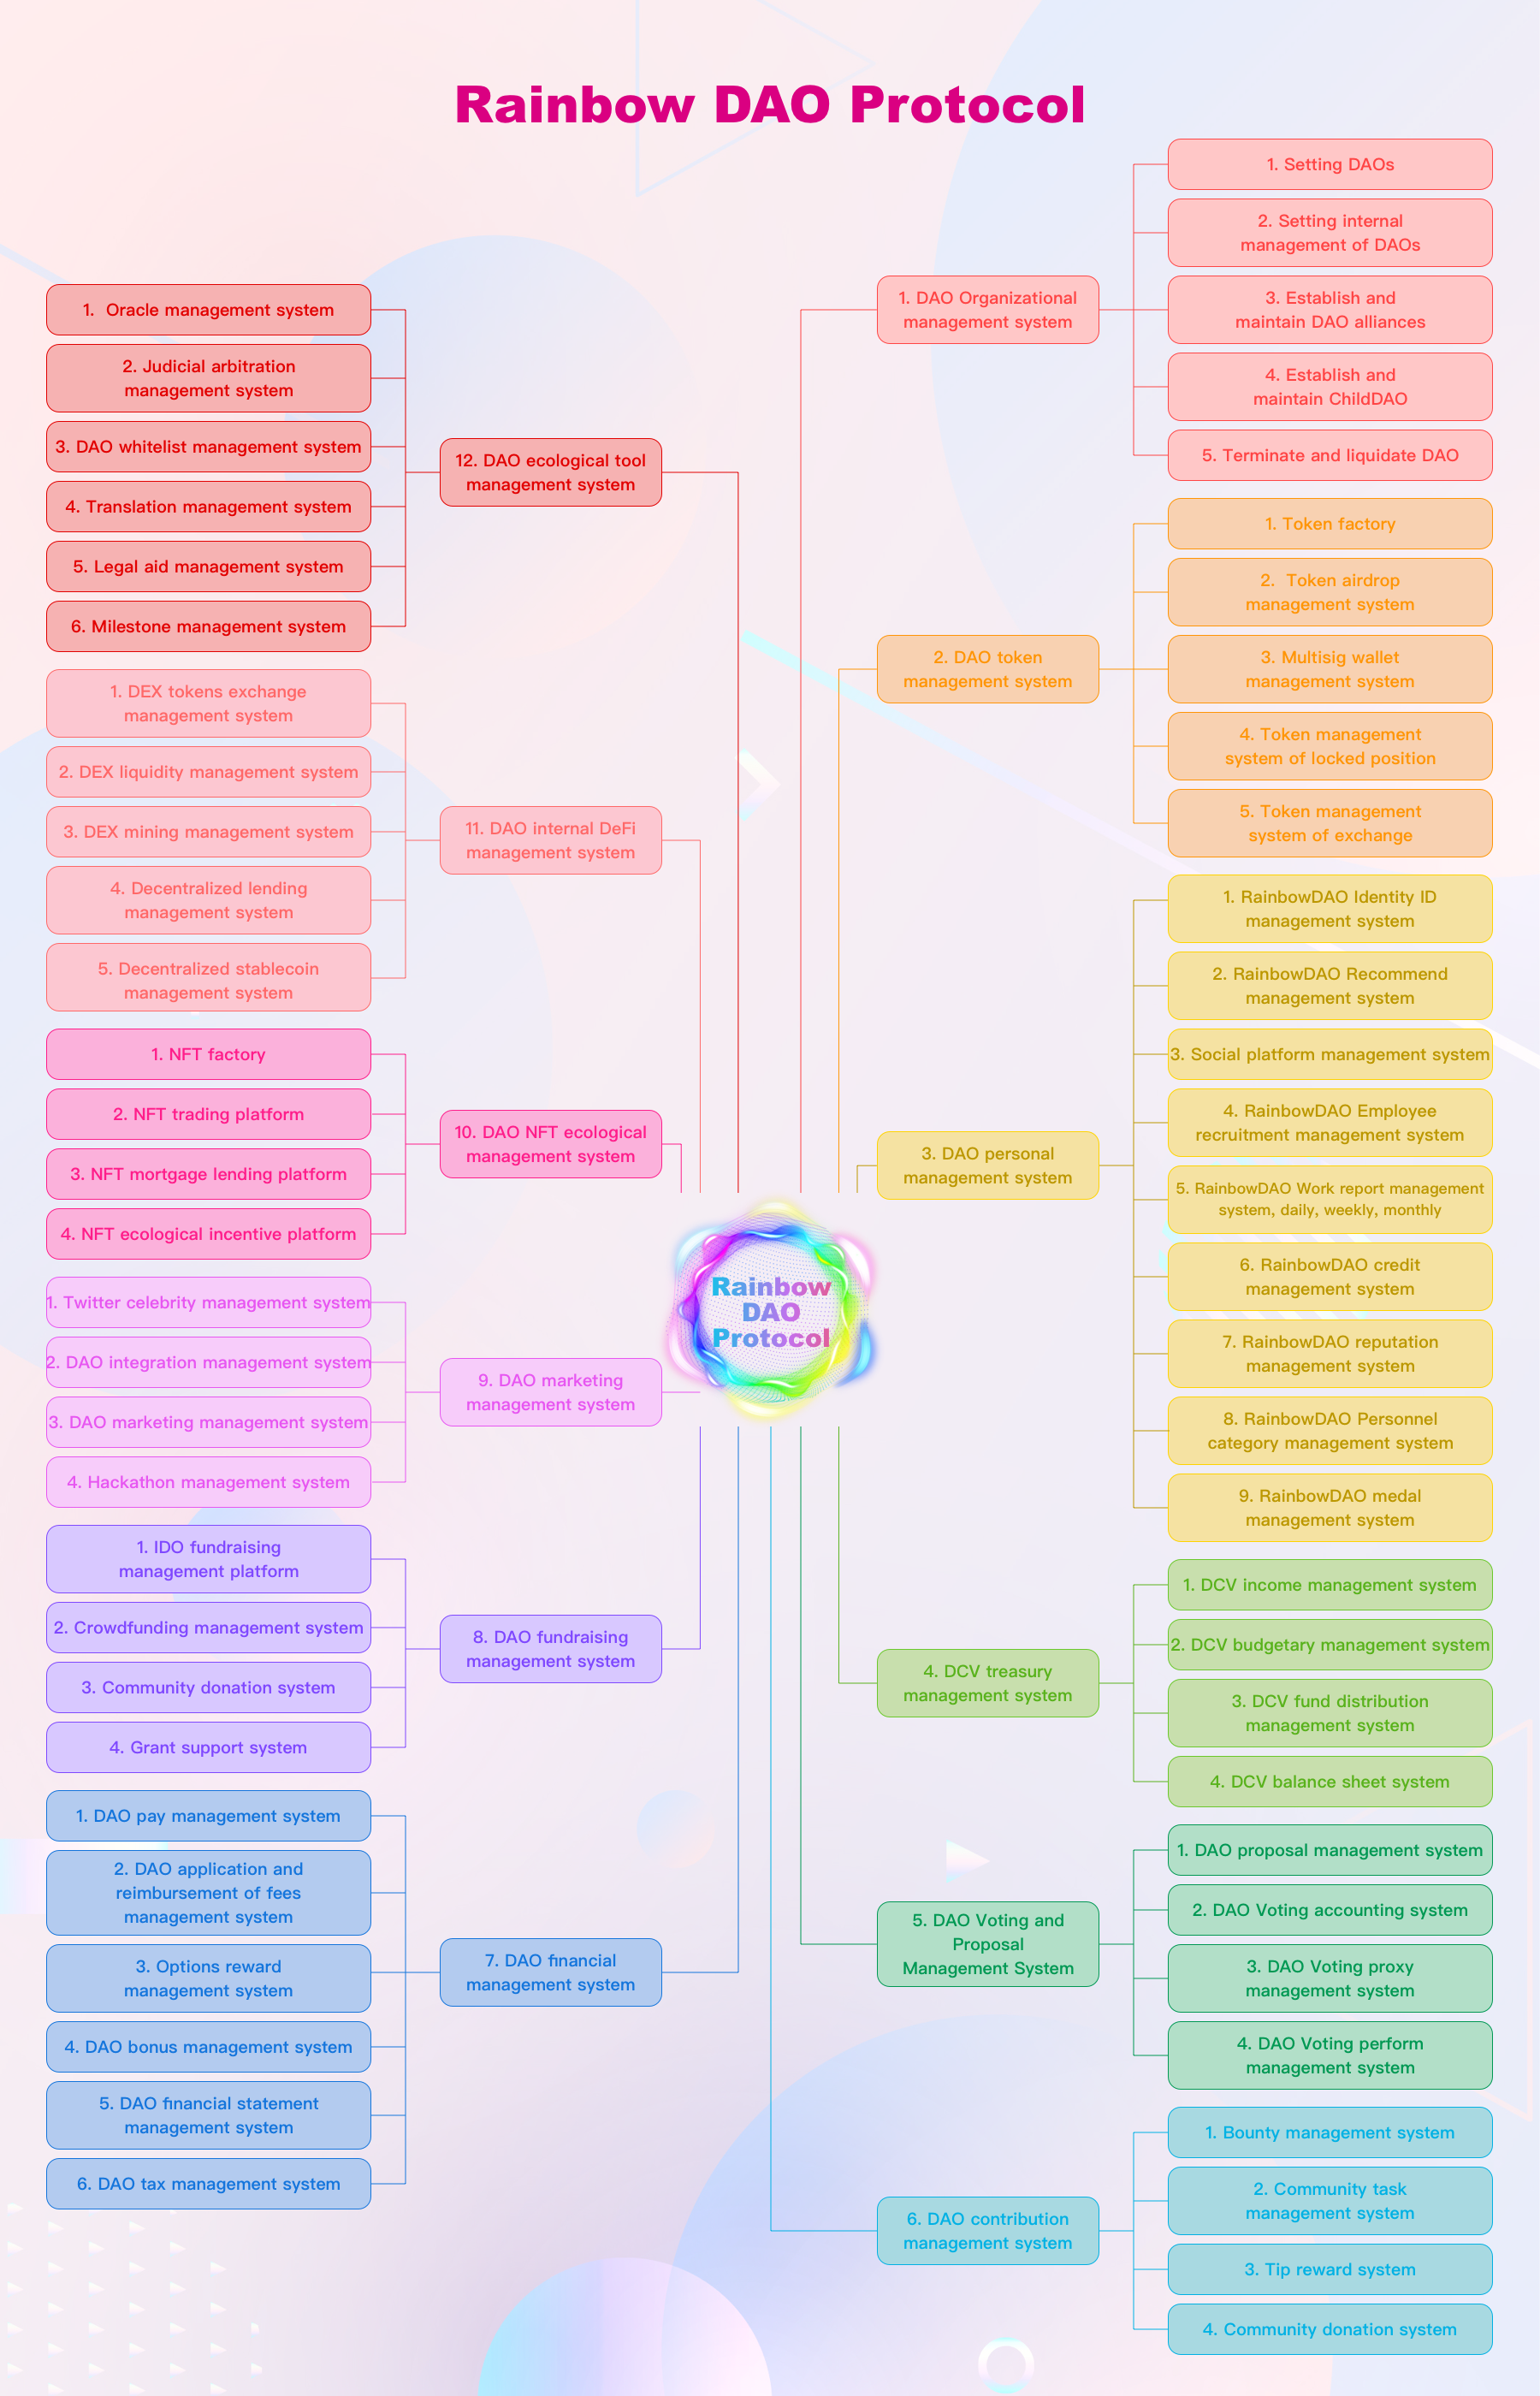 Rainbow DAO Protocol
1. DAO Organizational
management system
1. Setting DAOs
2. Setting internal
management of DAOs
3. Establish and
maintain DAO alliances
4. Establish and
maintain ChildDAO
5. Terminate and liquidate DAO
2. DAO token
management system
1. Token factory
2. Token airdrop
management system
3. Multisig wallet
management system
4. Token management
system of locked position
5. Token management
system of exchange
3. DAO personal
management system
1. RainbowDAO Identity ID
management system
2. RainbowDAO Recommend
management system
3. Social platform management system
4. RainbowDAO Employee
recruitment management system
5. RainbowDAO Work report management
system, daily, weekly, monthly
6. RainbowDAO credit
management system
7. RainbowDAO reputation
management system
8. RainbowDAO Personnel
category management system
9. RainbowDAO medal
management system
4. DCV treasury
management system
1. DCV income management system
2. DCV budgetary management system
3. DCV fund distribution
management system
4. DCV balance sheet system
5. DAO Voting and
Proposal
Management System
1. DAO proposal management system
2. DAO Voting accounting system
3. DAO Voting proxy
management system
4. DAO Voting perform
management system
6. DAO contribution
management system
1. Bounty management system
2. Community task
management system
3. Tip reward system
4. Community donation system
Rainbow
DAO
Protocol
12. DAO ecological tool
management system
1. Oracle management system
2. Judicial arbitration
management system
3. DAO whitelist management system
4. Translation management system
5. Legal aid management system
6. Milestone management system
11. DAO internal DeFi
management system
1. DEX tokens exchange
management system
2. DEX liquidity management system
3. DEX mining management system
4. Decentralized lending
management system
5. Decentralized stablecoin
management system
10. DAO NFT ecological
management system
1. NFT factory
2. NFT trading platform
3. NFT mortgage lending platform
4. NFT ecological incentive platform
9. DAO marketing
management system
1. Twitter celebrity management system
2. DAO integration management system
3. DAO marketing management system
4. Hackathon management system
8. DAO fundraising
management system
1. IDO fundraising
management platform
2. Crowdfunding management system
3. Community donation system
4. Grant support system
7. DAO financial
management system
1. DAO pay management system
2. DAO application and
reimbursement of fees
management system
3. Options reward
management system
4. DAO bonus management system
5. DAO financial statement
management system
6. DAO tax management system